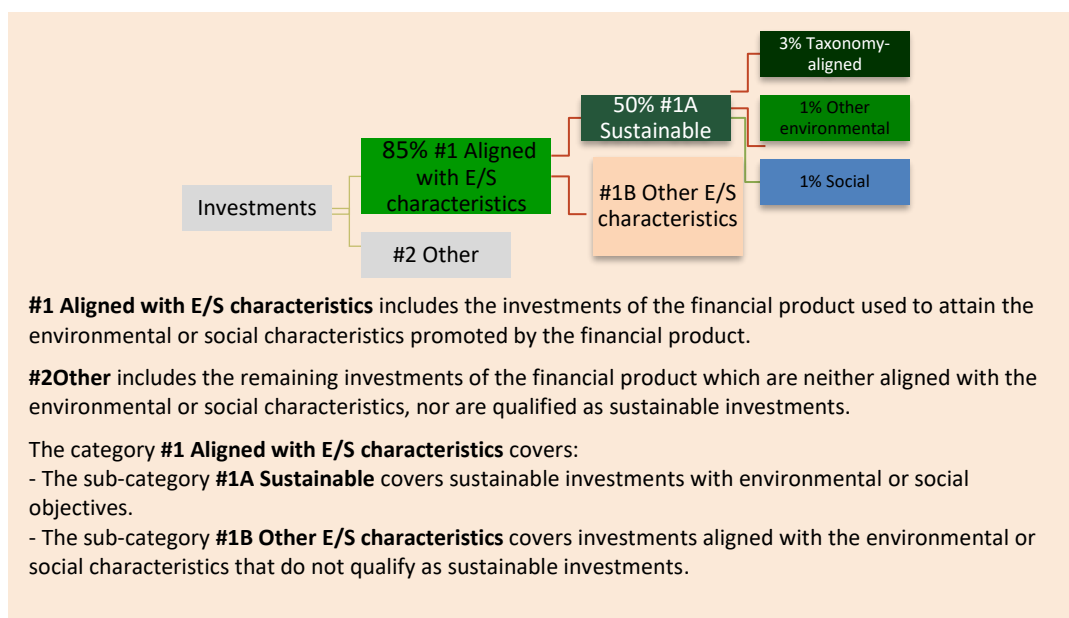 3% Taxonomy-
aligned
50% #1A
Sustainable
1% Other
environmental
85% #1 Aligned
with E/S
characteristics
#1B Other E/S
characteristics
1% Social
Investments
#2 Other
#1 Aligned with E/S characteristics includes the investments of the financial product used to attain the
environmental or social characteristics promoted by the financial product.
#2Other includes the remaining investments of the financial product which are neither aligned with the
environmental or social characteristics, nor are qualified as sustainable investments.
The category #1 Aligned with E/S characteristics covers:
- The sub-category #1A Sustainable covers sustainable investments with environmental or social
objectives.
- The sub-category #1B Other E/S characteristics covers investments aligned with the environmental or
social characteristics that do not qualify as sustainable investments.